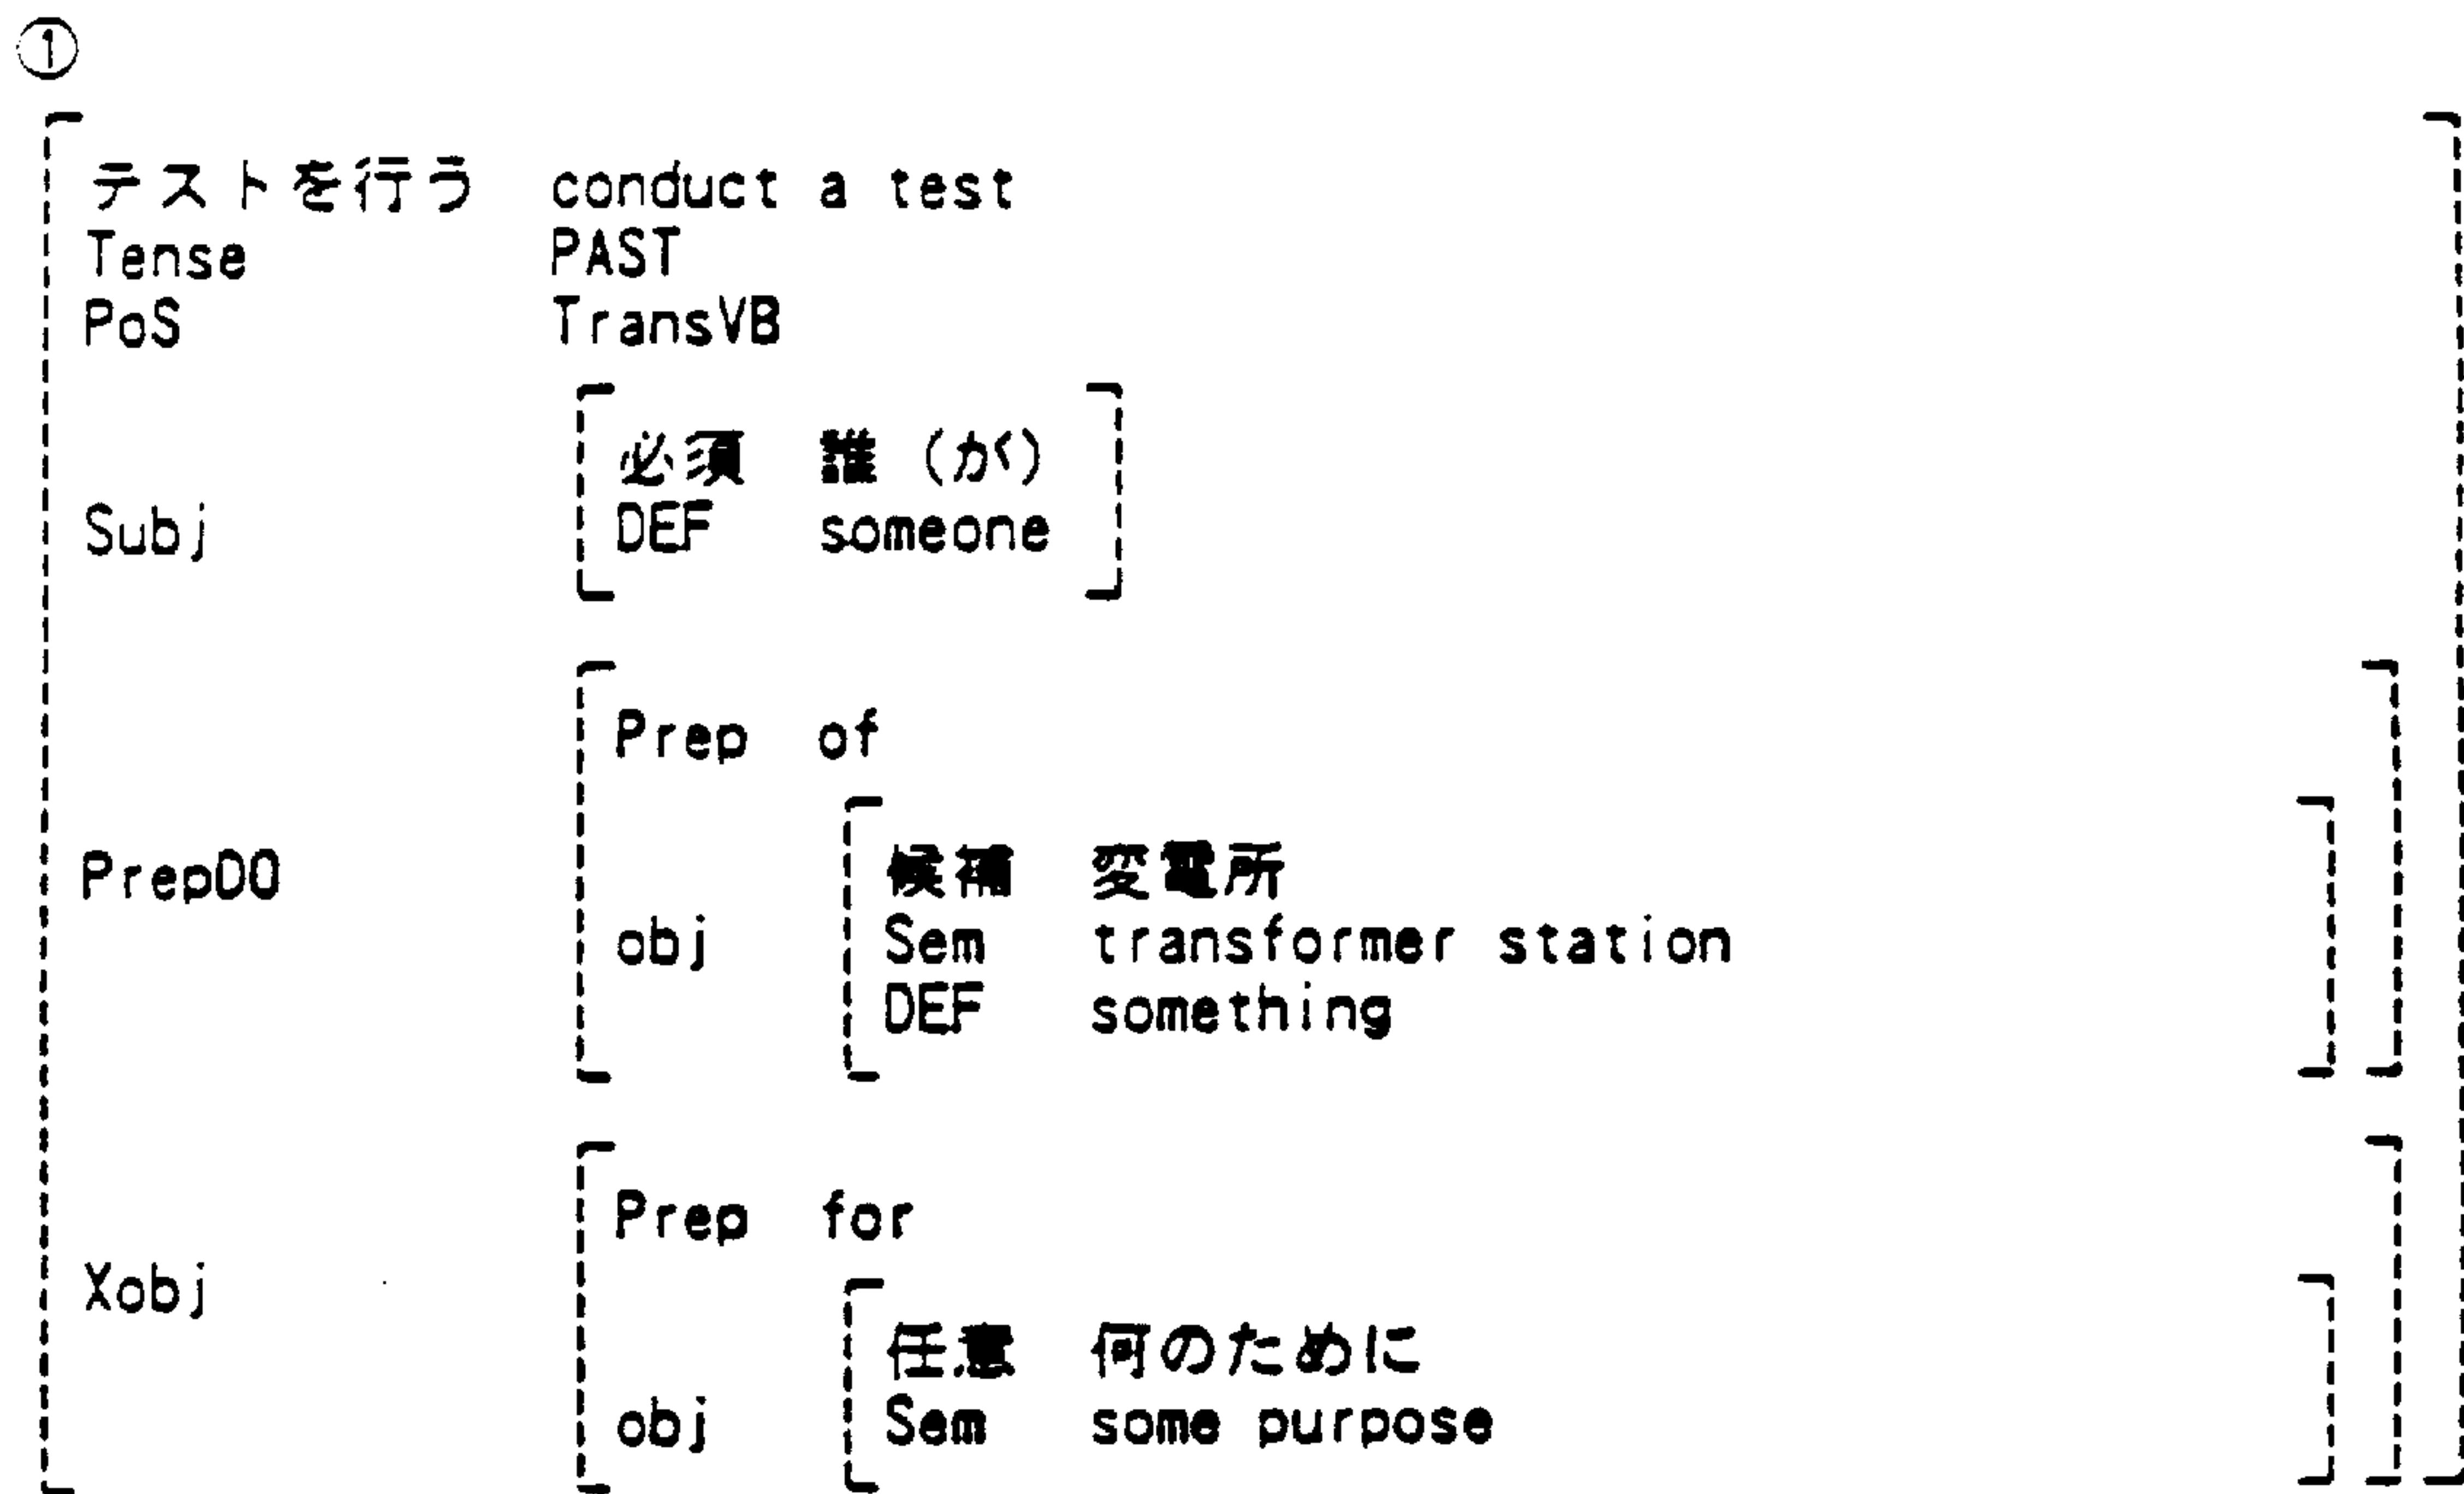 ①
テストを行う conduct a test
Tense PAST
PoS TransVB
必須 誰（が）
Subj DEF someone
Prep of
PrepDO 候補 変電所
obj Sem transformer station
DEF something
Prep for
Xobj
任意 何のために
obj Sem some purpose